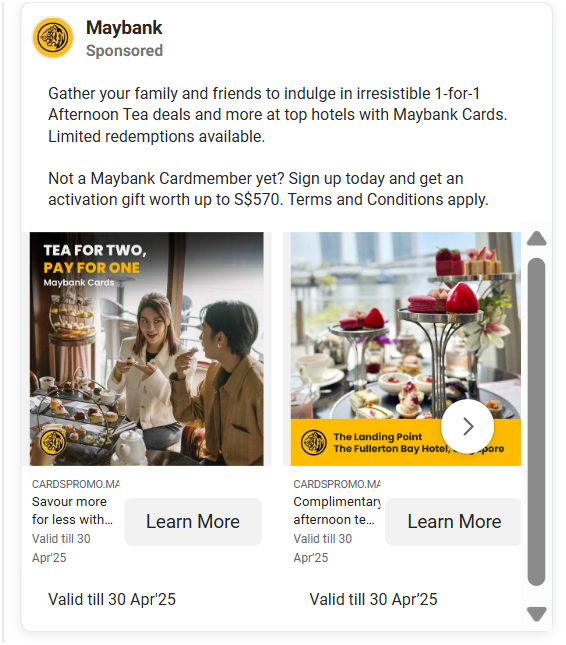 Maybank
Sponsored
Gather your family and friends to indulge in irresistible 1-for-1
Afternoon Tea deals and more at top hotels with Maybank Cards.
Limited redemptions available.
Not a Maybank Cardmember yet? Sign up today and get an
activation gift worth up to S$570. Terms and Conditions apply.
TEA FOR TWO,
PAY FOR ONE
Maybank Cards
The Landing Point
The Fullerton Bay Hotel, Singapore
CARDSPROMO.MA
Savour more
for less with...
Valid till 30
Apr'25
Learn More
CARDSPROMO.MA
Complimentary
afternoon te...
Valid till 30
Apr'25
Learn More
Valid till 30 Apr'25
Valid till 30 Apr’25